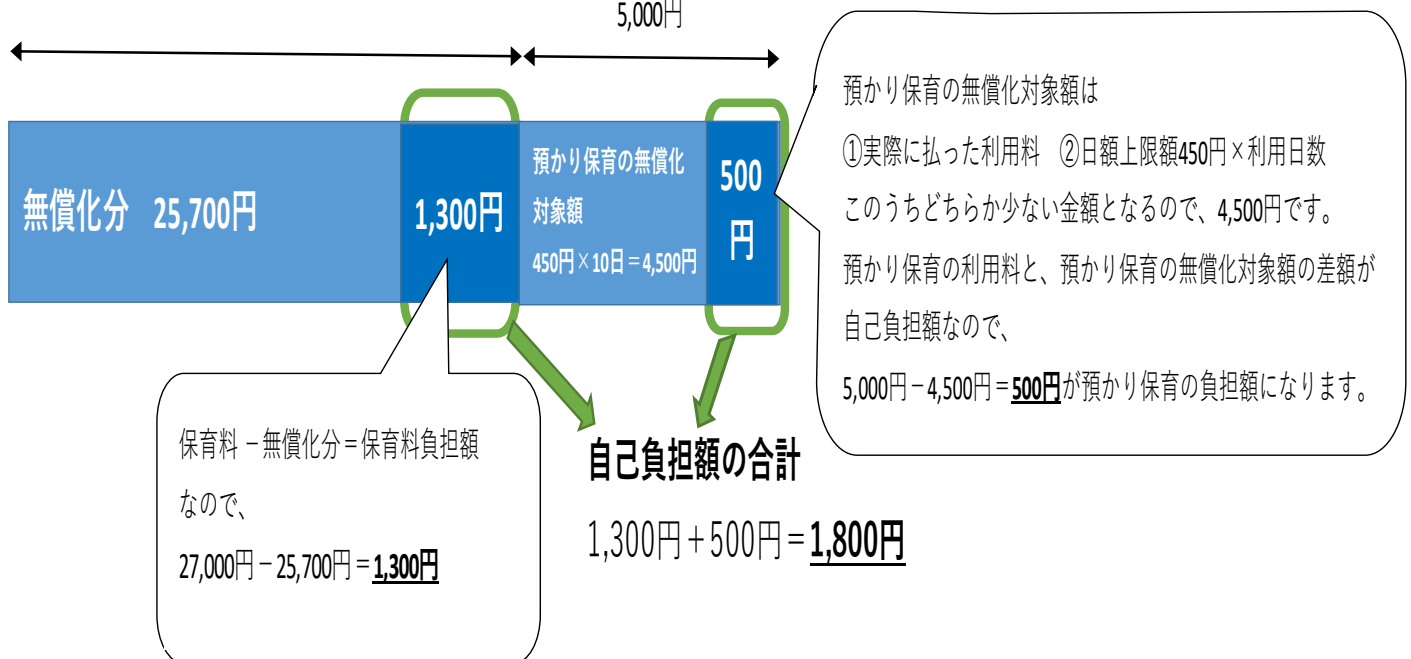 5,000円
無償化分 25,700円
1,300円
預かり保育の無償化
対象額
450円×10日＝4,500円
500
円
預かり保育の無償化対象額は
①実際に払った利用料　②日額上限額450円×利用日数
このうちどちらか少ない金額となるので、4,500円です。
預かり保育の利用料と、預かり保育の無償化対象額の差額が
自己負担額なので、
5,000円－4,500円＝500円が預かり保育の負担額になります。
保育料 －無償化分＝保育料負担額
なので、
27,000円－25,700円＝1,300円
自己負担額の合計
1,300円＋500円＝1,800円